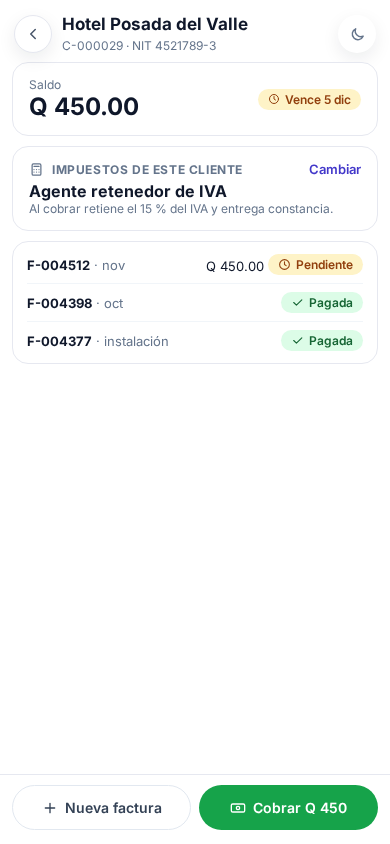 Hotel Posada del Valle
C-000029 · NIT 4521789-3
Saldo
Q 450.00
Vence 5 dic
IMPUESTOS DE ESTE CLIENTE
Cambiar
Agente retenedor de IVA
Al cobrar retiene el 15 % del IVA y entrega constancia.
F-004512 · nov Q 450.00 Pendiente
F-004398 · oct Pagada
F-004377 · instalación Pagada
Nueva factura
Cobrar Q 450